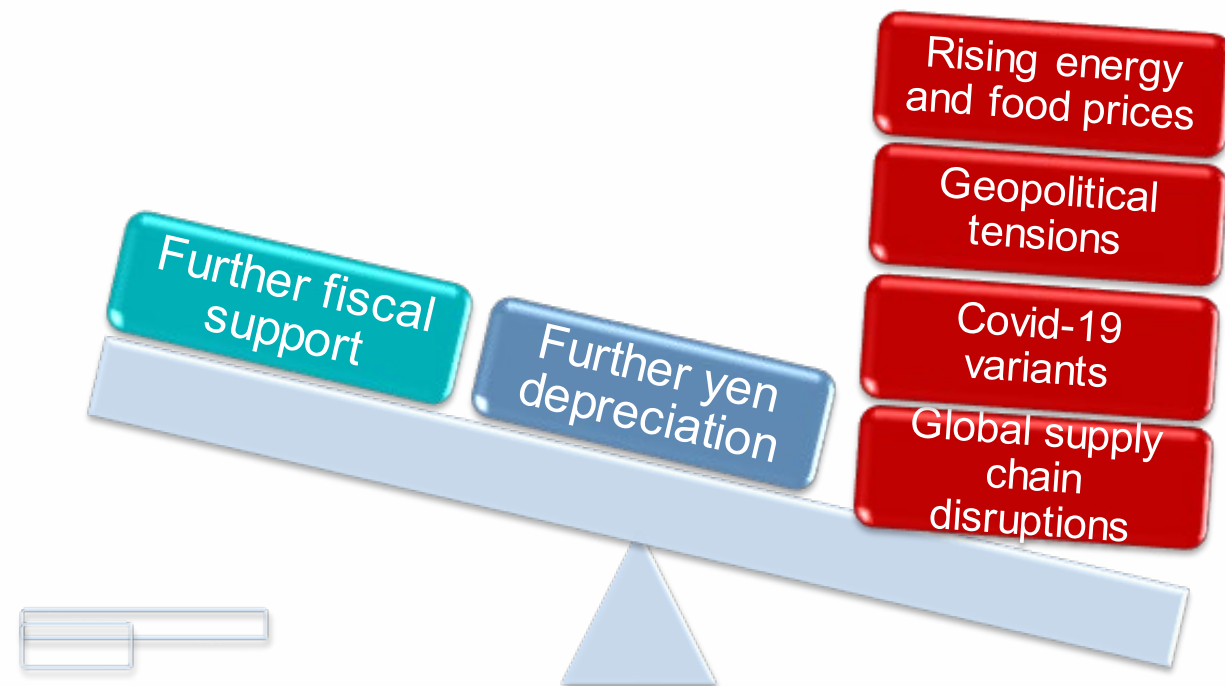 Rising energy
and food prices
Geopolitical
tensions
Further fiscal
support
Further yen
depreciation
Covid-19
variants
Global supply
chain
disruptions